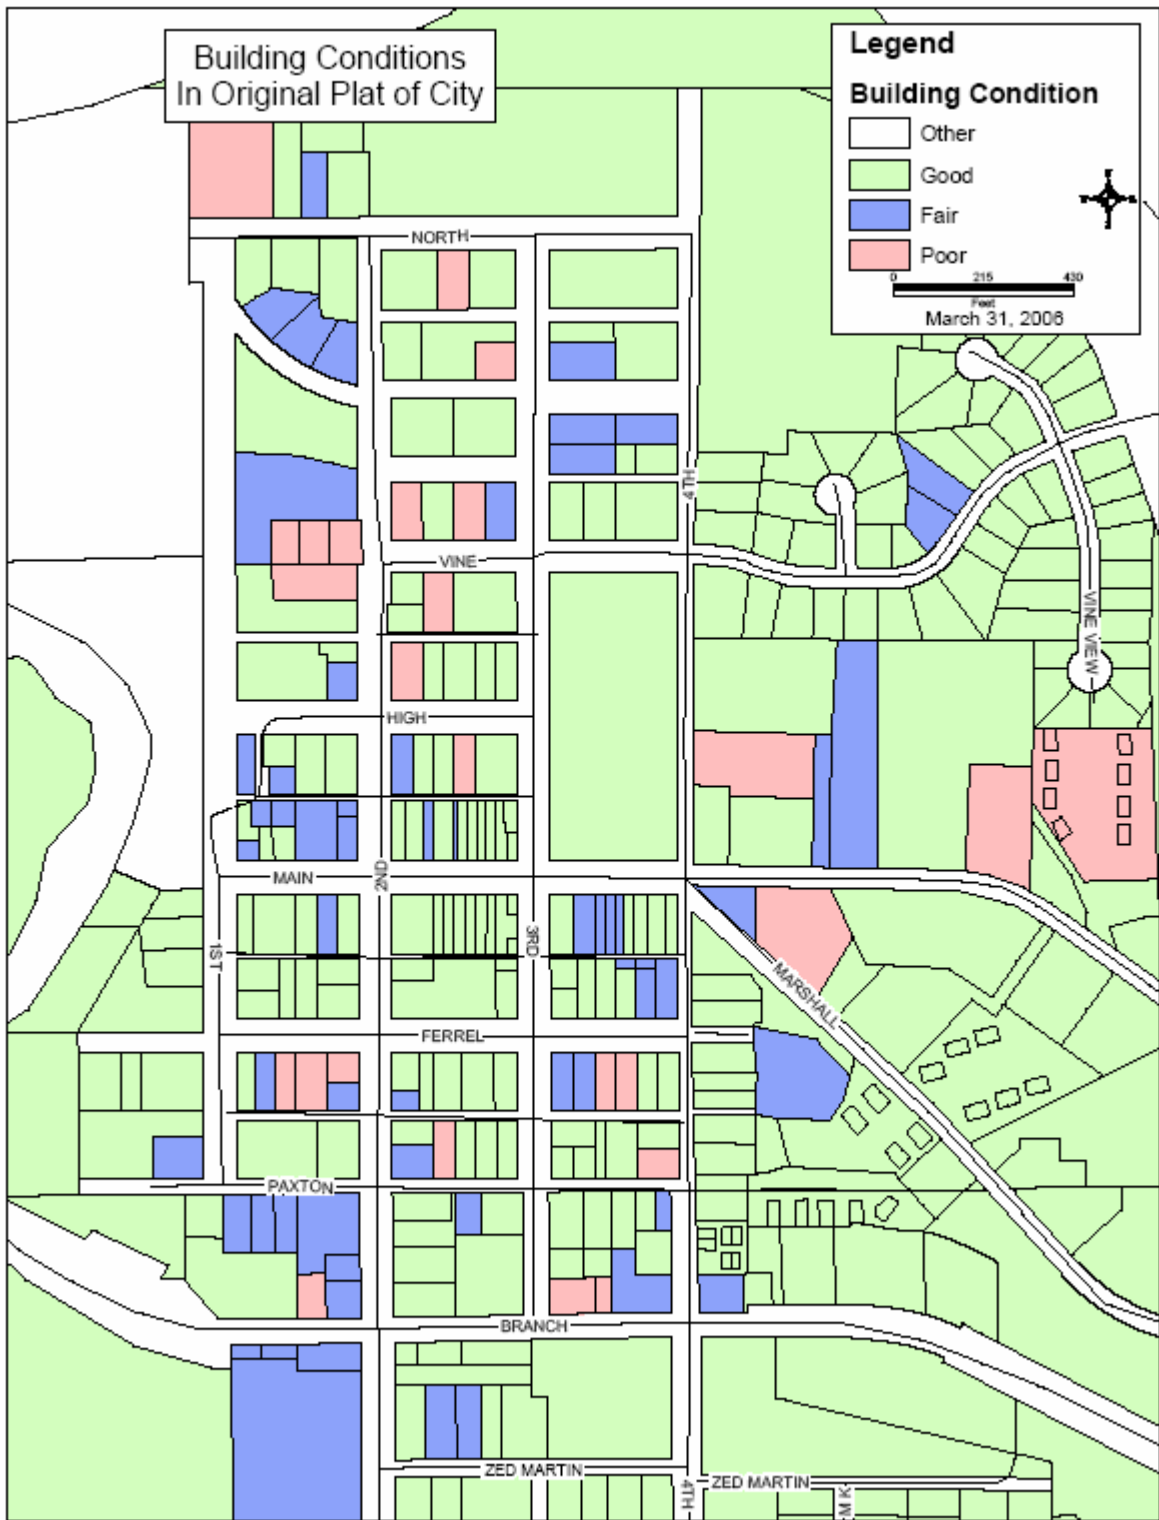 Building Conditions
In Original Plat of City
Legend
Building Condition
Other
Good
Fair
Poor
0 215 430
Feet
March 31, 2006
NORTH
4TH
VINE
VINE VIEW
HIGH
MAIN
2ND
1ST
3RD
MARSHALL
FERREL
PAXTON
BRANCH
ZED MARTIN
4TH
ZED MARTIN
M K